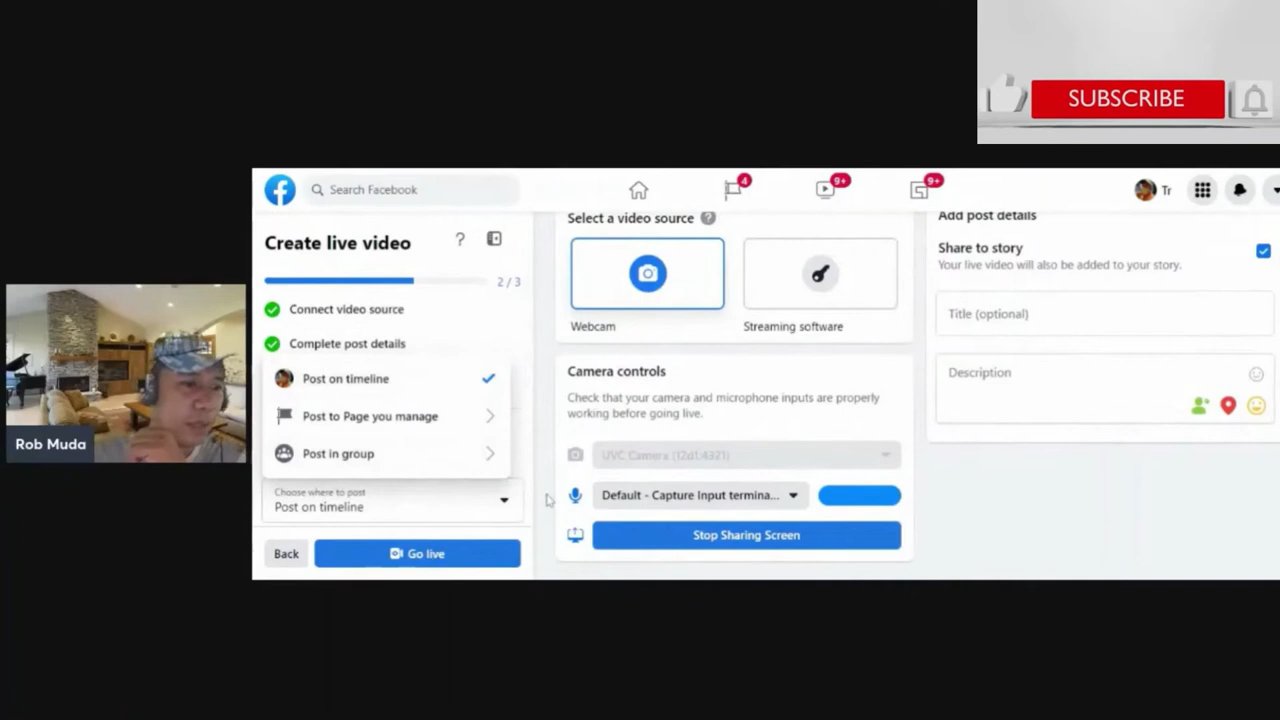 SUBSCRIBE
Search Facebook
4
9+
9+
Tr
Create live video
?
2 / 3
Connect video source
Complete post details
Post on timeline
Post to Page you manage
Post in group
Choose where to post
Post on timeline
Back
Go live
Select a video source ?
Webcam
Streaming software
Camera controls
Check that your camera and microphone inputs are properly
working before going live.
UVC Camera (12d1:4321)
Default - Capture Input termina...
Stop Sharing Screen
Add post details
Share to story
Your live video will also be added to your story.
Title (optional)
Description
Rob Muda